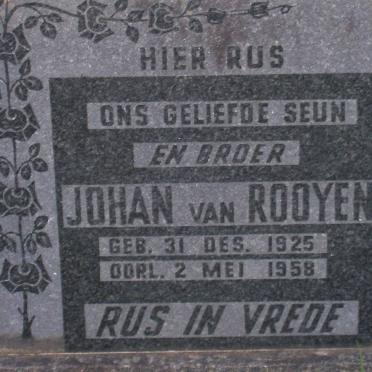 HIER RUS
ONS GELIEFDE SEUN
EN BROER
JOHAN VAN ROOYEN
GEB. 31 DES. 1925
OORL. 2 MEI 1958
RUS IN VREDE